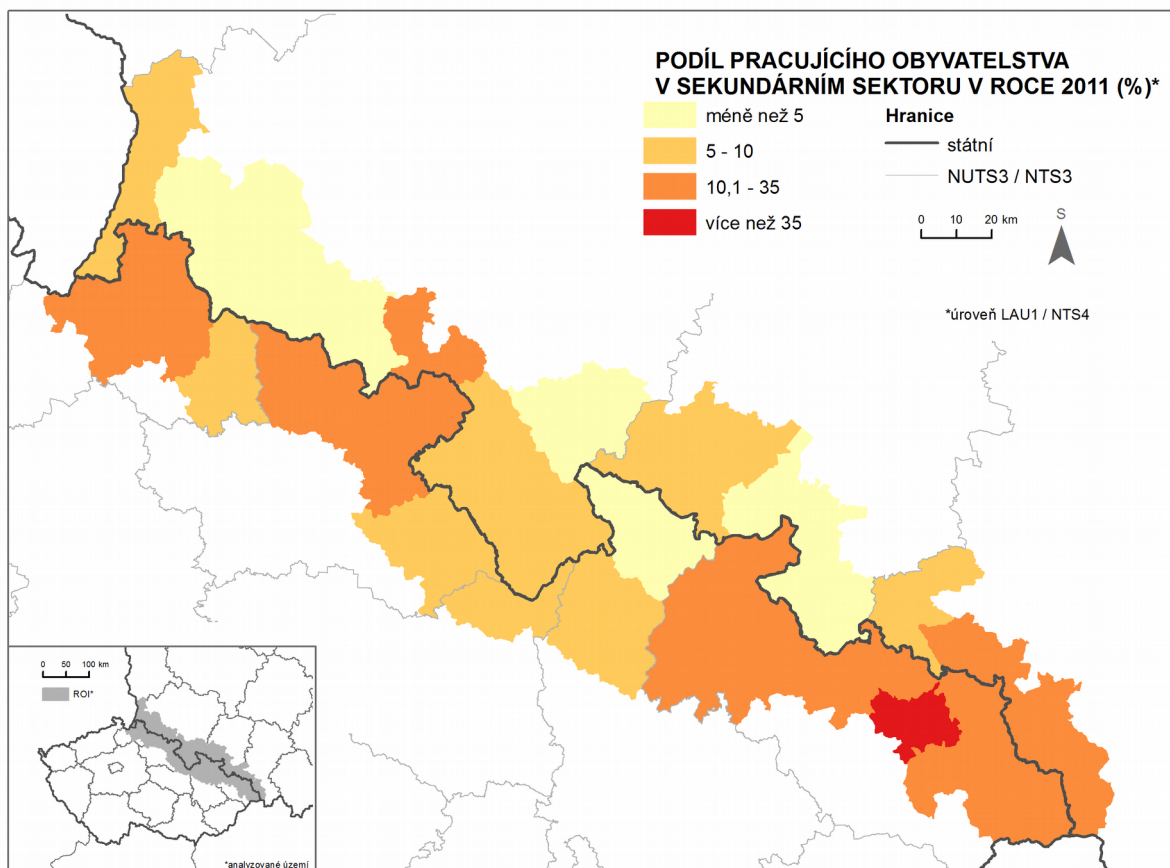 PODÍL PRACUJÍCÍHO OBYVATELSTVA
V SEKUNDÁRNÍM SEKTORU V ROCE 2011 (%)*
méně než 5
5 - 10
10,1 - 35
více než 35
Hranice
státní
NUTS3 / NTS3
0 10 20 km
S
*úroveň LAU1 / NTS4
0 50 100 km
ROI*
*analyzované území